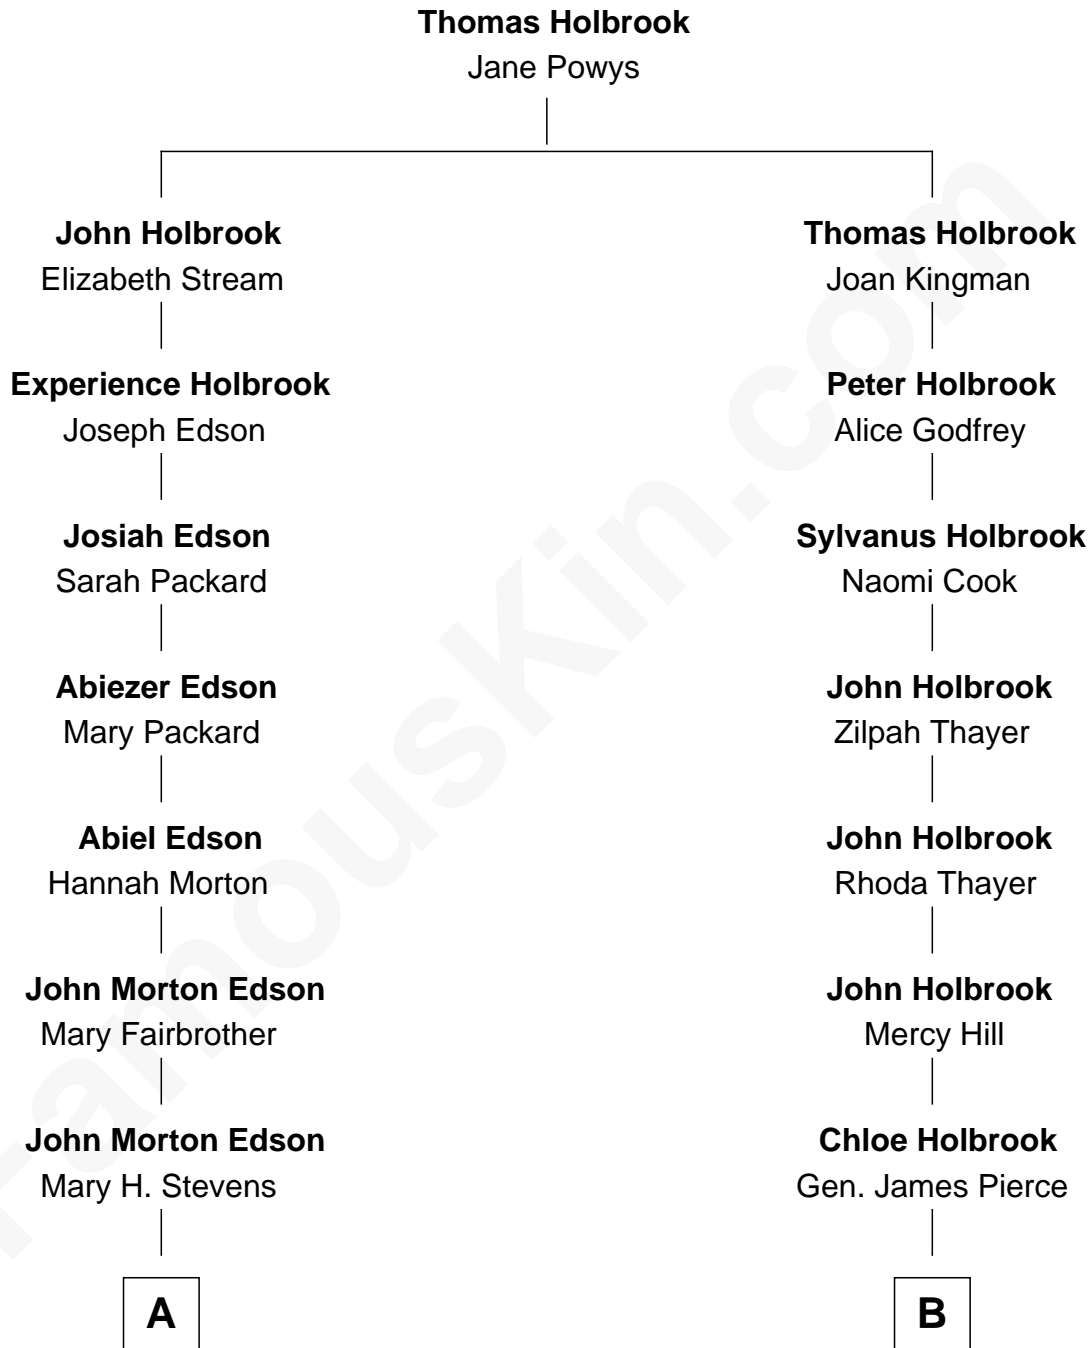 Thomas Holbrook
Jane Powys
John Holbrook
Elizabeth Stream
Experience Holbrook
Joseph Edson
Josiah Edson
Sarah Packard
Abiezer Edson
Mary Packard
Abiel Edson
Hannah Morton
John Morton Edson
Mary Fairbrother
John Morton Edson
Mary H. Stevens
A
Thomas Holbrook
Joan Kingman
Peter Holbrook
Alice Godfrey
Sylvanus Holbrook
Naomi Cook
John Holbrook
Zilpah Thayer
John Holbrook
Rhoda Thayer
John Holbrook
Mercy Hill
Chloe Holbrook
Gen. James Pierce
B
FamousKin.com